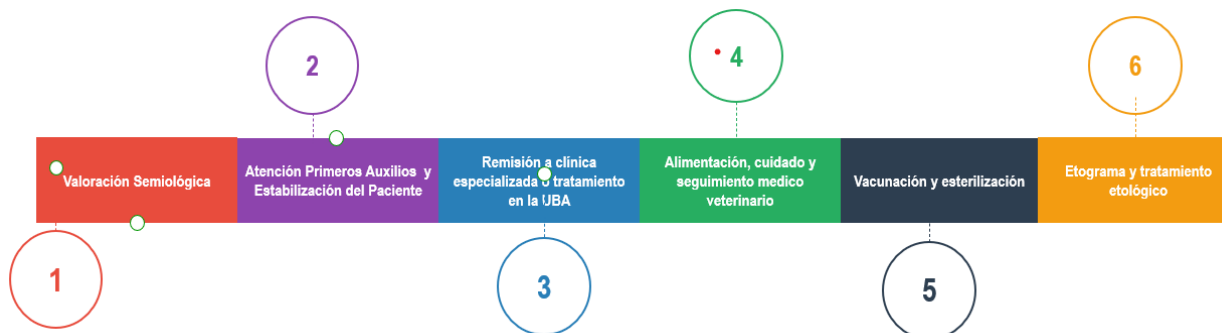 2
4
6
Valoración Semiológica
Atención Primeros Auxilios y
Estabilización del Paciente
Remisión a clínica
especializada o tratamiento
en la UBA
Alimentación, cuidado y
seguimiento medico
veterinario
Vacunación y esterilización
Etograma y tratamiento
etológico
1
3
5